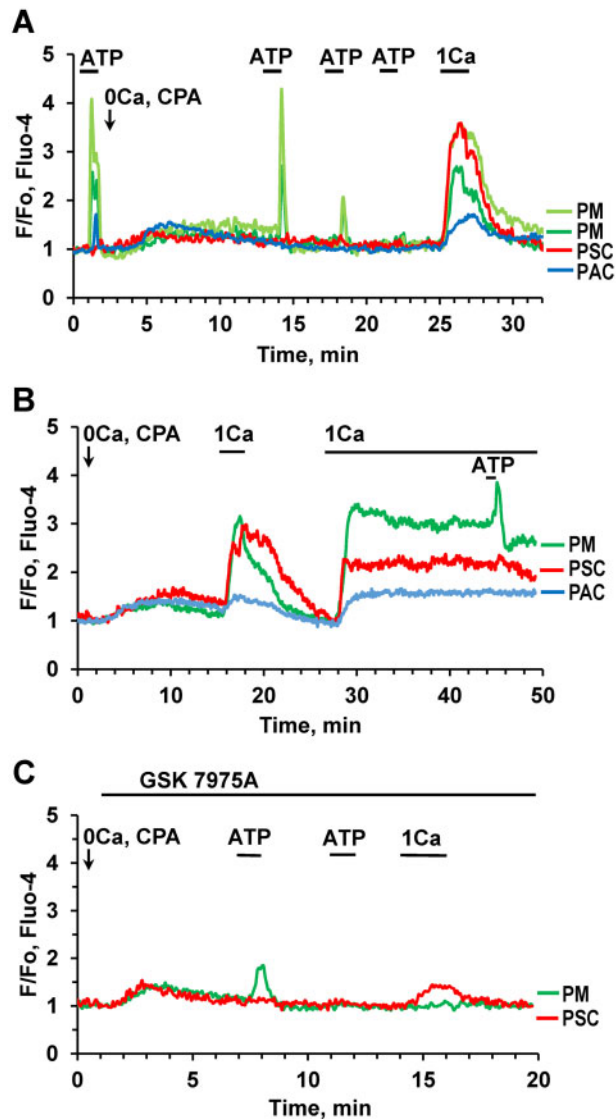 A
ATP ATP ATP ATP 1Ca
0Ca, CPA
F/Fo, Fluo-4
5
4
3
2
1
0
PM
PM
PSC
PAC
0 5 10 15 20 25 30
Time, min
B
0Ca, CPA 1Ca 1Ca
ATP
F/Fo, Fluo-4
5
4
3
2
1
0
PM
PSC
PAC
0 10 20 30 40 50
Time, min
C
GSK 7975A
0Ca, CPA ATP ATP 1Ca
F/Fo, Fluo-4
5
4
3
2
1
0
PM
PSC
0 5 10 15 20
Time, min